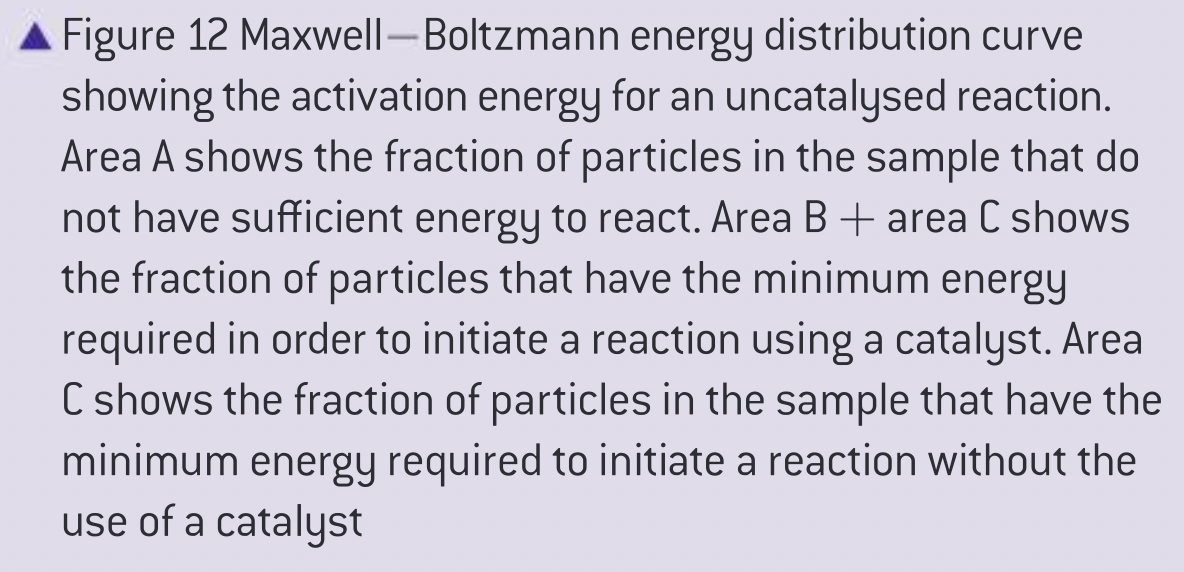 ▲ Figure 12 Maxwell—Boltzmann energy distribution curve
showing the activation energy for an uncatalysed reaction.
Area A shows the fraction of particles in the sample that do
not have sufficient energy to react. Area B + area C shows
the fraction of particles that have the minimum energy
required in order to initiate a reaction using a catalyst. Area
C shows the fraction of particles in the sample that have the
minimum energy required to initiate a reaction without the
use of a catalyst